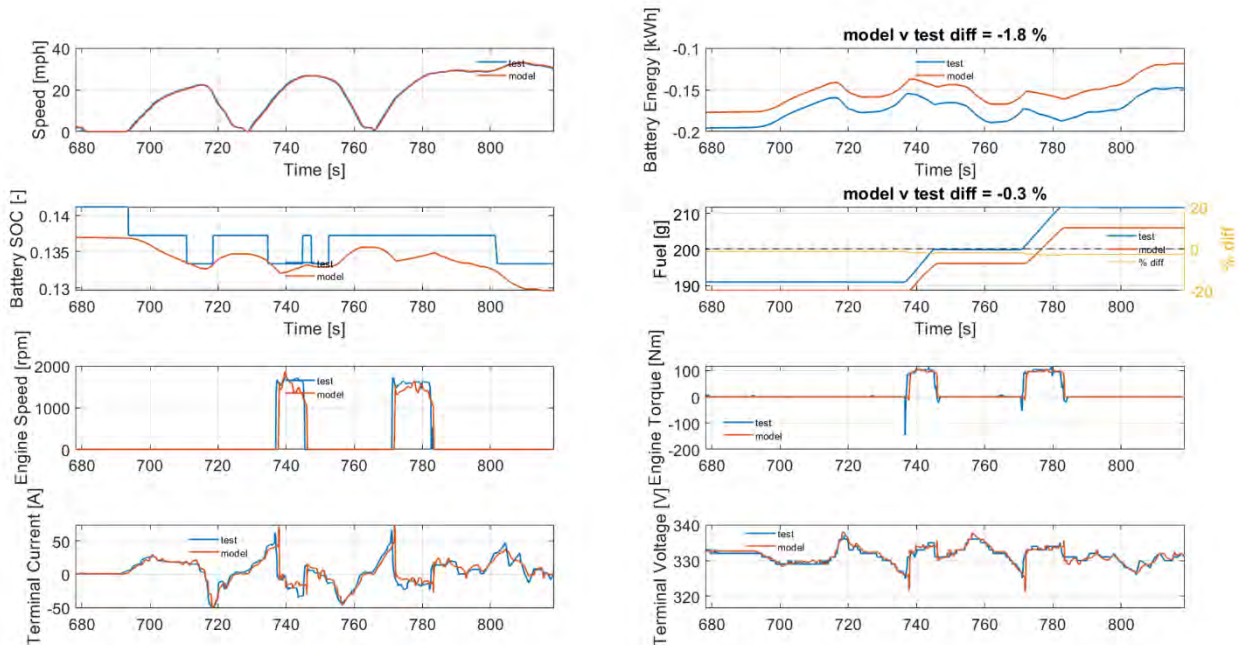 Speed [mph]
40
20
0
test
model
680 700 720 740 760 780 800
Time [s]
model v test diff = -1.8 %
Battery Energy [kWh]
-0.1
-0.15
-0.2
test
model
680 700 720 740 760 780 800
Time [s]
Battery SOC [-]
0.14
0.135
0.13
test
model
680 700 720 740 760 780 800
Time [s]
model v test diff = -0.3 %
Fuel [g]
210
200
190
test
model
% diff
20
0
-20
% diff
680 700 720 740 760 780 800
Time [s]
Engine Speed [rpm]
2000
1000
0
test
model
680 700 720 740 760 780 800
Engine Torque [Nm]
100
0
-100
-200
test
model
680 700 720 740 760 780 800
Terminal Current [A]
50
0
-50
test
model
680 700 720 740 760 780 800
Terminal Voltage [V]
340
330
320
test
model
680 700 720 740 760 780 800